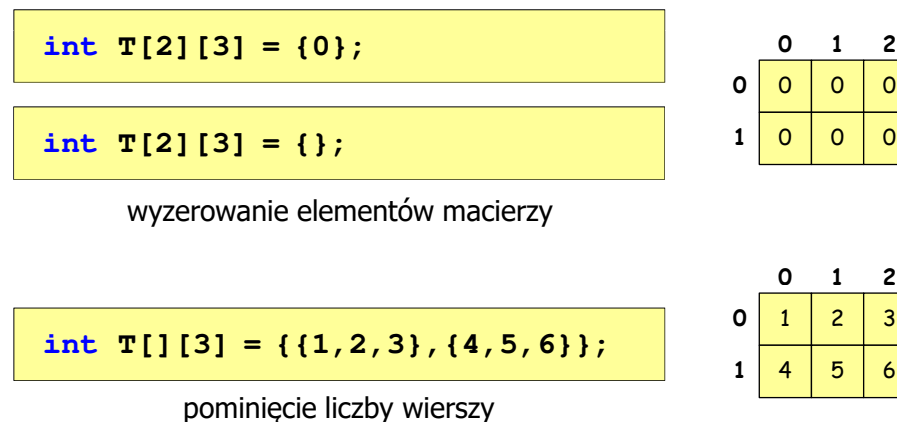 int T[2][3] = {0};
0 1 2
0 0 0 0
1 0 0 0
int T[2][3] = {};
wyzerowanie elementów macierzy
int T[][3] = {{1,2,3},{4,5,6}};
0 1 2
0 1 2 3
1 4 5 6
pominięcie liczby wierszy